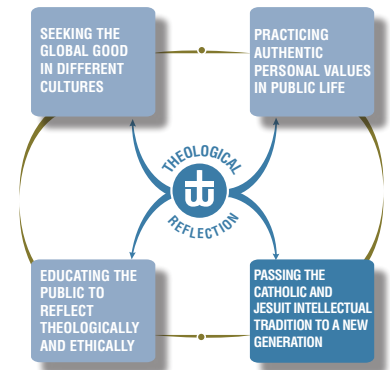 SEEKING THE
GLOBAL GOOD
IN DIFFERENT
CULTURES
PRACTICING
AUTHENTIC
PERSONAL VALUES
IN PUBLIC LIFE
THEOLOGICAL
REFLECTION
EDUCATING THE
PUBLIC TO
REFLECT
THEOLOGICALLY
AND ETHICALLY
PASSING THE
CATHOLIC AND
JESUIT INTELLECTUAL
TRADITION TO A NEW
GENERATION